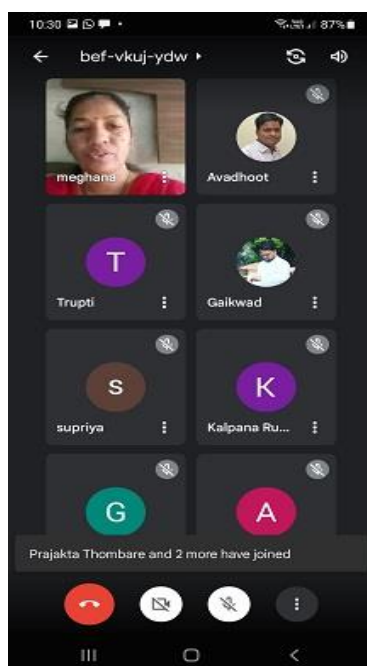 10:30 87%
bef-vkuj-ydw
meghana Avadhoot
T
Trupti Gaikwad
S K
supriya Kalpana Ru...
G A
Prajakta Thombare and 2 more have joined